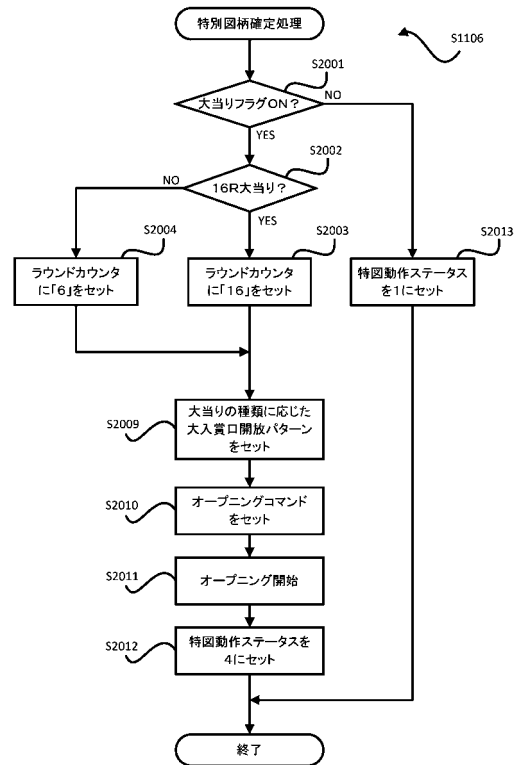 特別図柄確定処理
S1106
S2001
大当りフラグON?
NO
YES
S2002
16R大当り?
NO
YES
S2004
S2003
S2013
ラウンドカウンタ
に「6」をセット
ラウンドカウンタ
に「16」をセット
特図動作ステータス
を1にセット
S2009
大当りの種類に応じた
大入賞口開放パターン
をセット
S2010
オープニングコマンド
をセット
S2011
オープニング開始
S2012
特図動作ステータスを
4にセット
終了